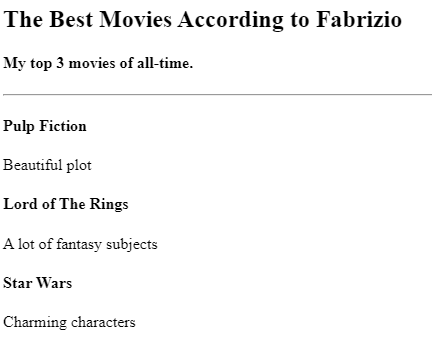 The Best Movies According to Fabrizio
My top 3 movies of all-time.
Pulp Fiction
Beautiful plot
Lord of The Rings
A lot of fantasy subjects
Star Wars
Charming characters